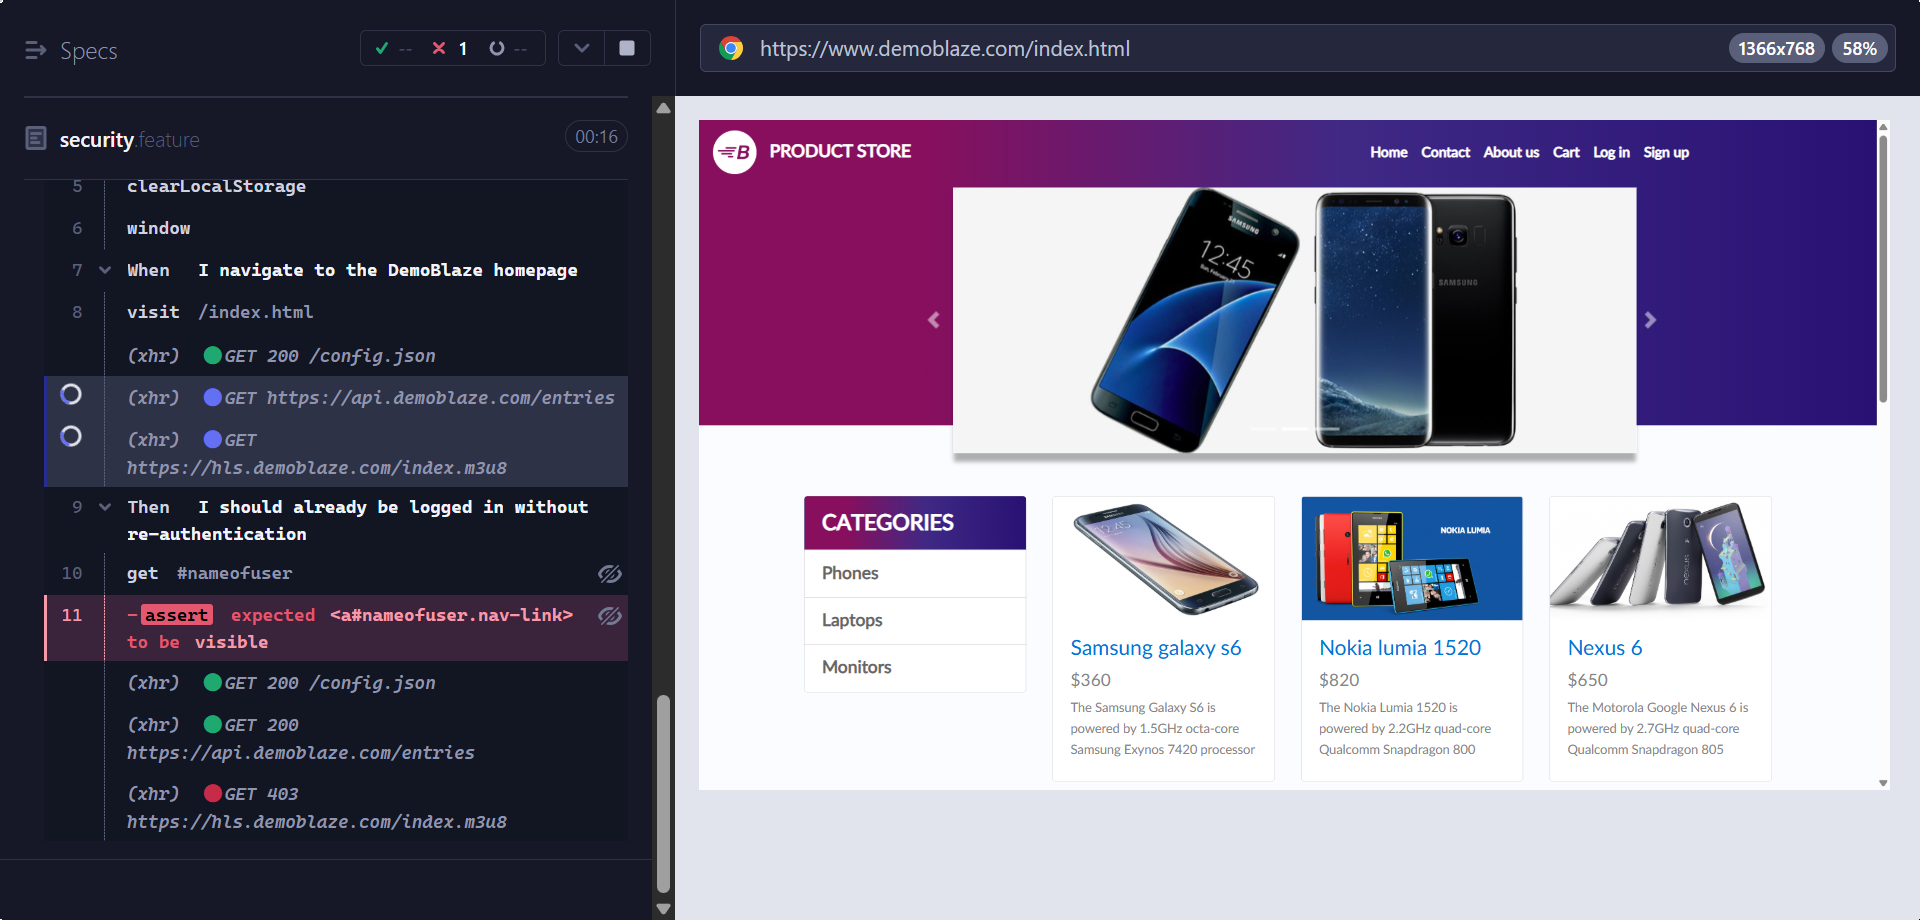 Specs
-- 1 --
https://www.demoblaze.com/index.html
1366x768
58%
security.feature
00:16
5 clearLocalStorage
6 window
7 When I navigate to the DemoBlaze homepage
8 visit /index.html
(xhr) GET 200 /config.json
(xhr) GET https://api.demoblaze.com/entries
(xhr) GET
https://hls.demoblaze.com/index.m3u8
9 Then I should already be logged in without
re-authentication
10 get #nameofuser
11 -assert expected <a#nameofuser.nav-link>
to be visible
(xhr) GET 200 /config.json
(xhr) GET 200
https://api.demoblaze.com/entries
(xhr) GET 403
https://hls.demoblaze.com/index.m3u8
B PRODUCT STORE
Home Contact About us Cart Log in Sign up
SAMSUNG
12:45
SAMSUNG
CATEGORIES
Phones
Laptops
Monitors
12:45
Samsung galaxy s6
$360
The Samsung Galaxy S6 is
powered by 1.5GHz octa-core
Samsung Exynos 7420 processor
NOKIA LUMIA
Nokia lumia 1520
$820
The Nokia Lumia 1520 is
powered by 2.2GHz quad-core
Qualcomm Snapdragon 800
nexus
Nexus 6
$650
The Motorola Google Nexus 6 is
powered by 2.7GHz quad-core
Qualcomm Snapdragon 805